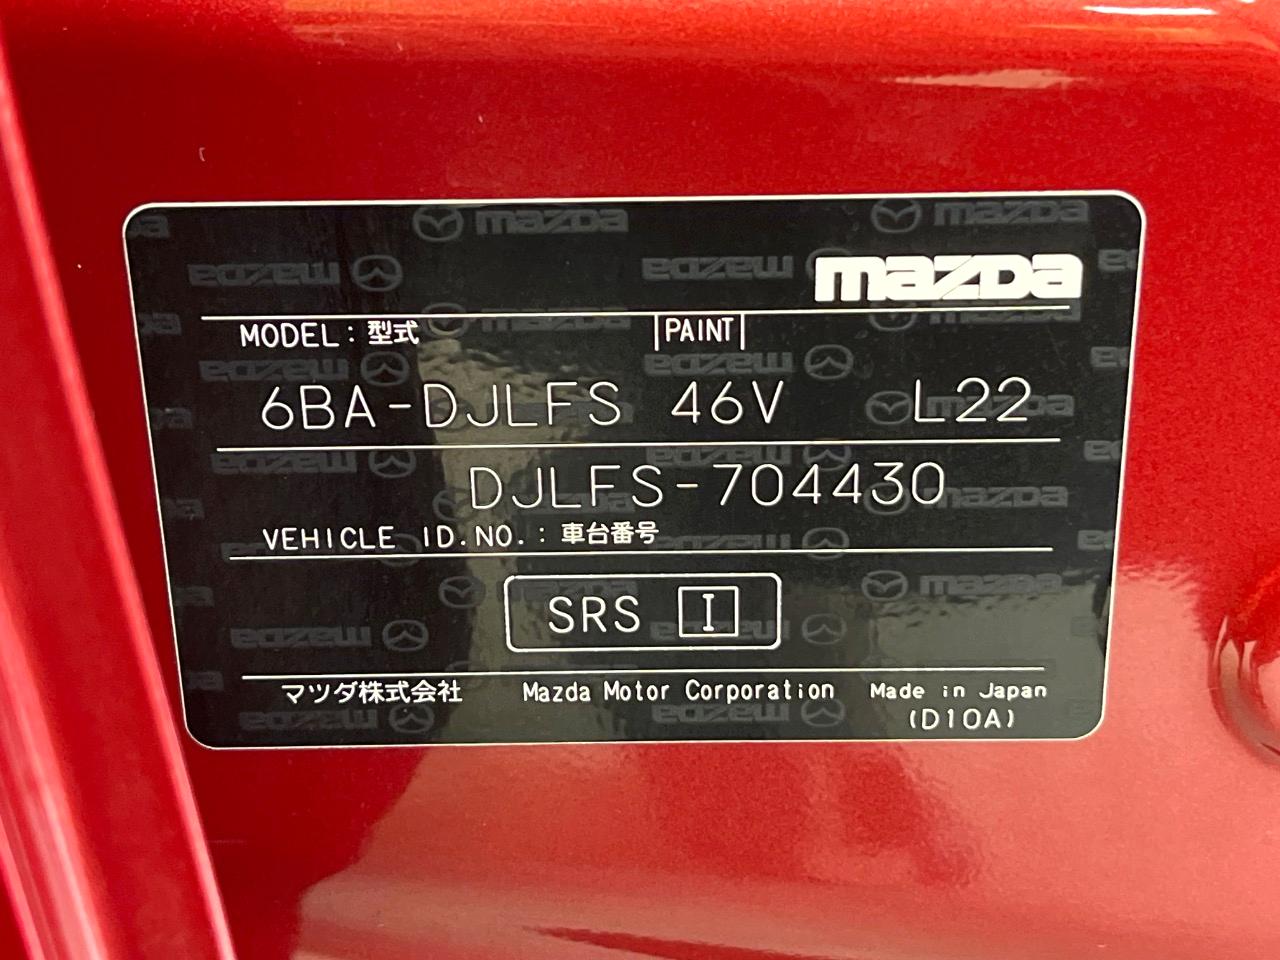 mazda
MODEL : 型式 PAINT
6BA-DJLFS 46V L22
DJLFS-704430
VEHICLE ID.NO. : 車台番号
SRS I
マツダ株式会社 Mazda Motor Corporation Made in Japan
(D10A)